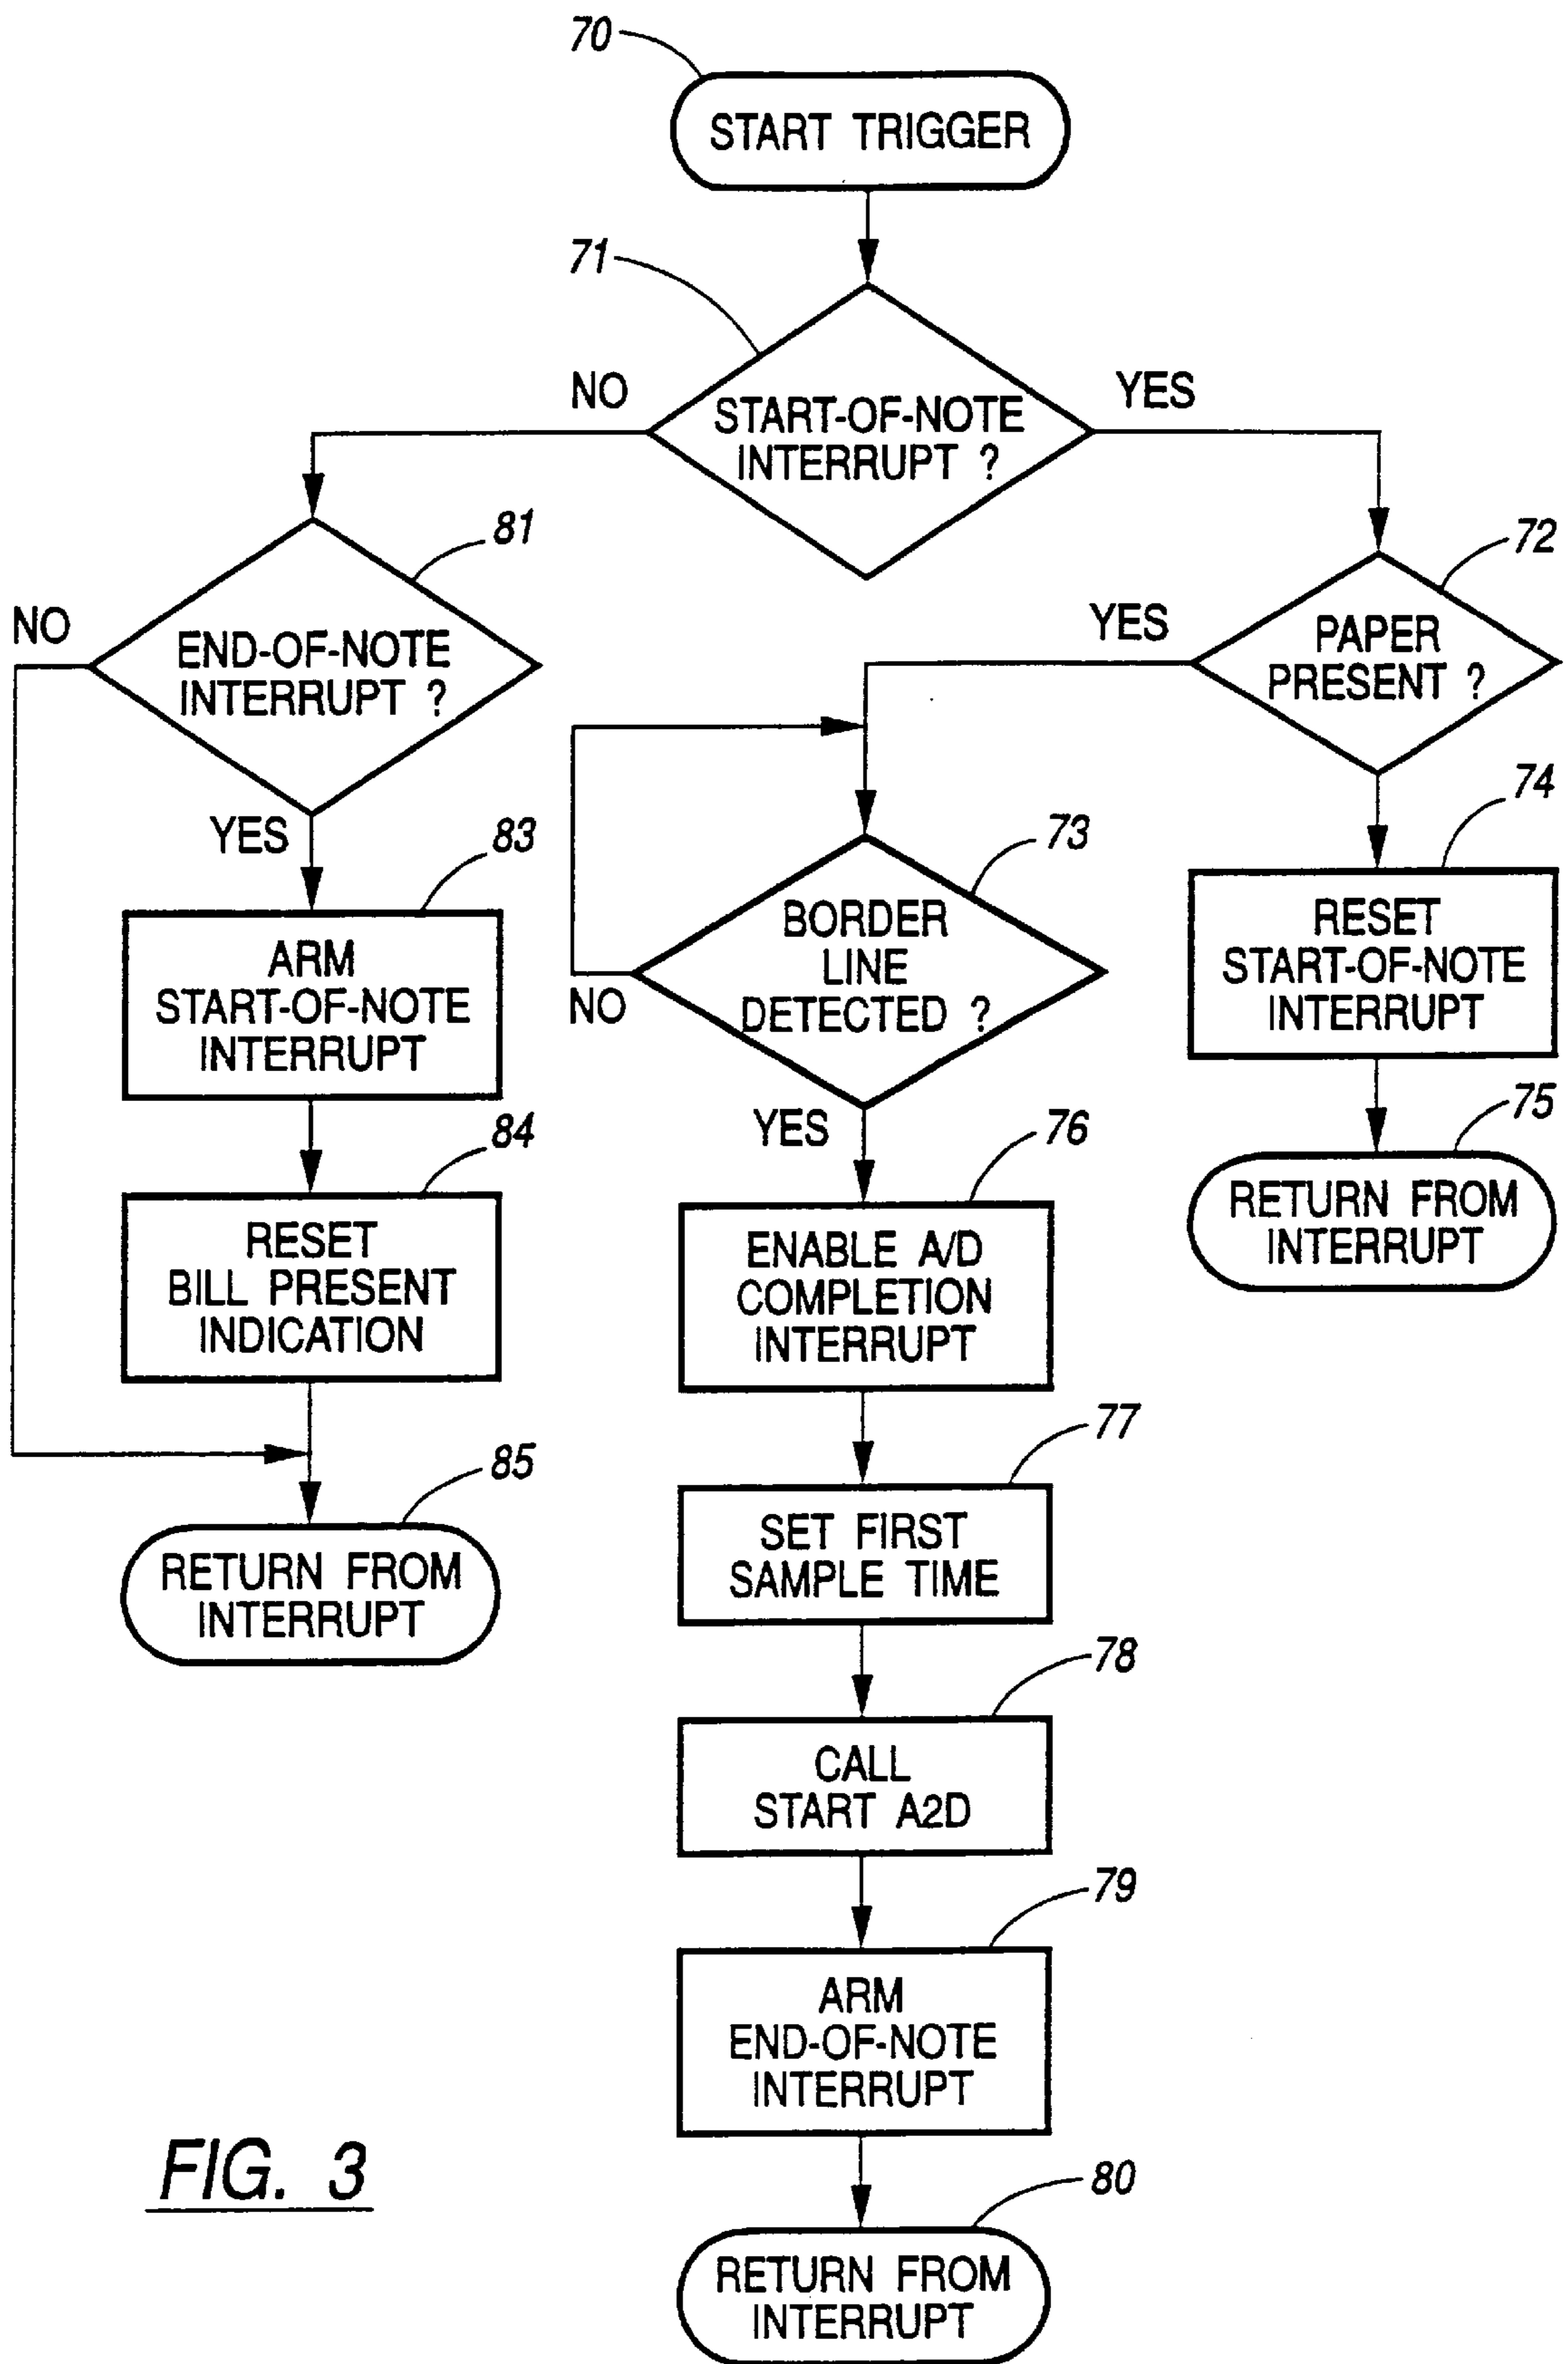 70
START TRIGGER
71
NO
YES
START-OF-NOTE
INTERRUPT ?
81
72
NO
END-OF-NOTE
INTERRUPT ?
YES
PAPER
PRESENT ?
YES
83
73
74
ARM
START-OF-NOTE
INTERRUPT
BORDER
LINE
DETECTED ?
NO
RESET
START-OF-NOTE
INTERRUPT
84
YES
76
75
RESET
BILL PRESENT
INDICATION
ENABLE A/D
COMPLETION
INTERRUPT
RETURN FROM
INTERRUPT
85
77
RETURN FROM
INTERRUPT
SET FIRST
SAMPLE TIME
78
CALL
START A2D
79
ARM
END-OF-NOTE
INTERRUPT
FIG. 3
80
RETURN FROM
INTERRUPT